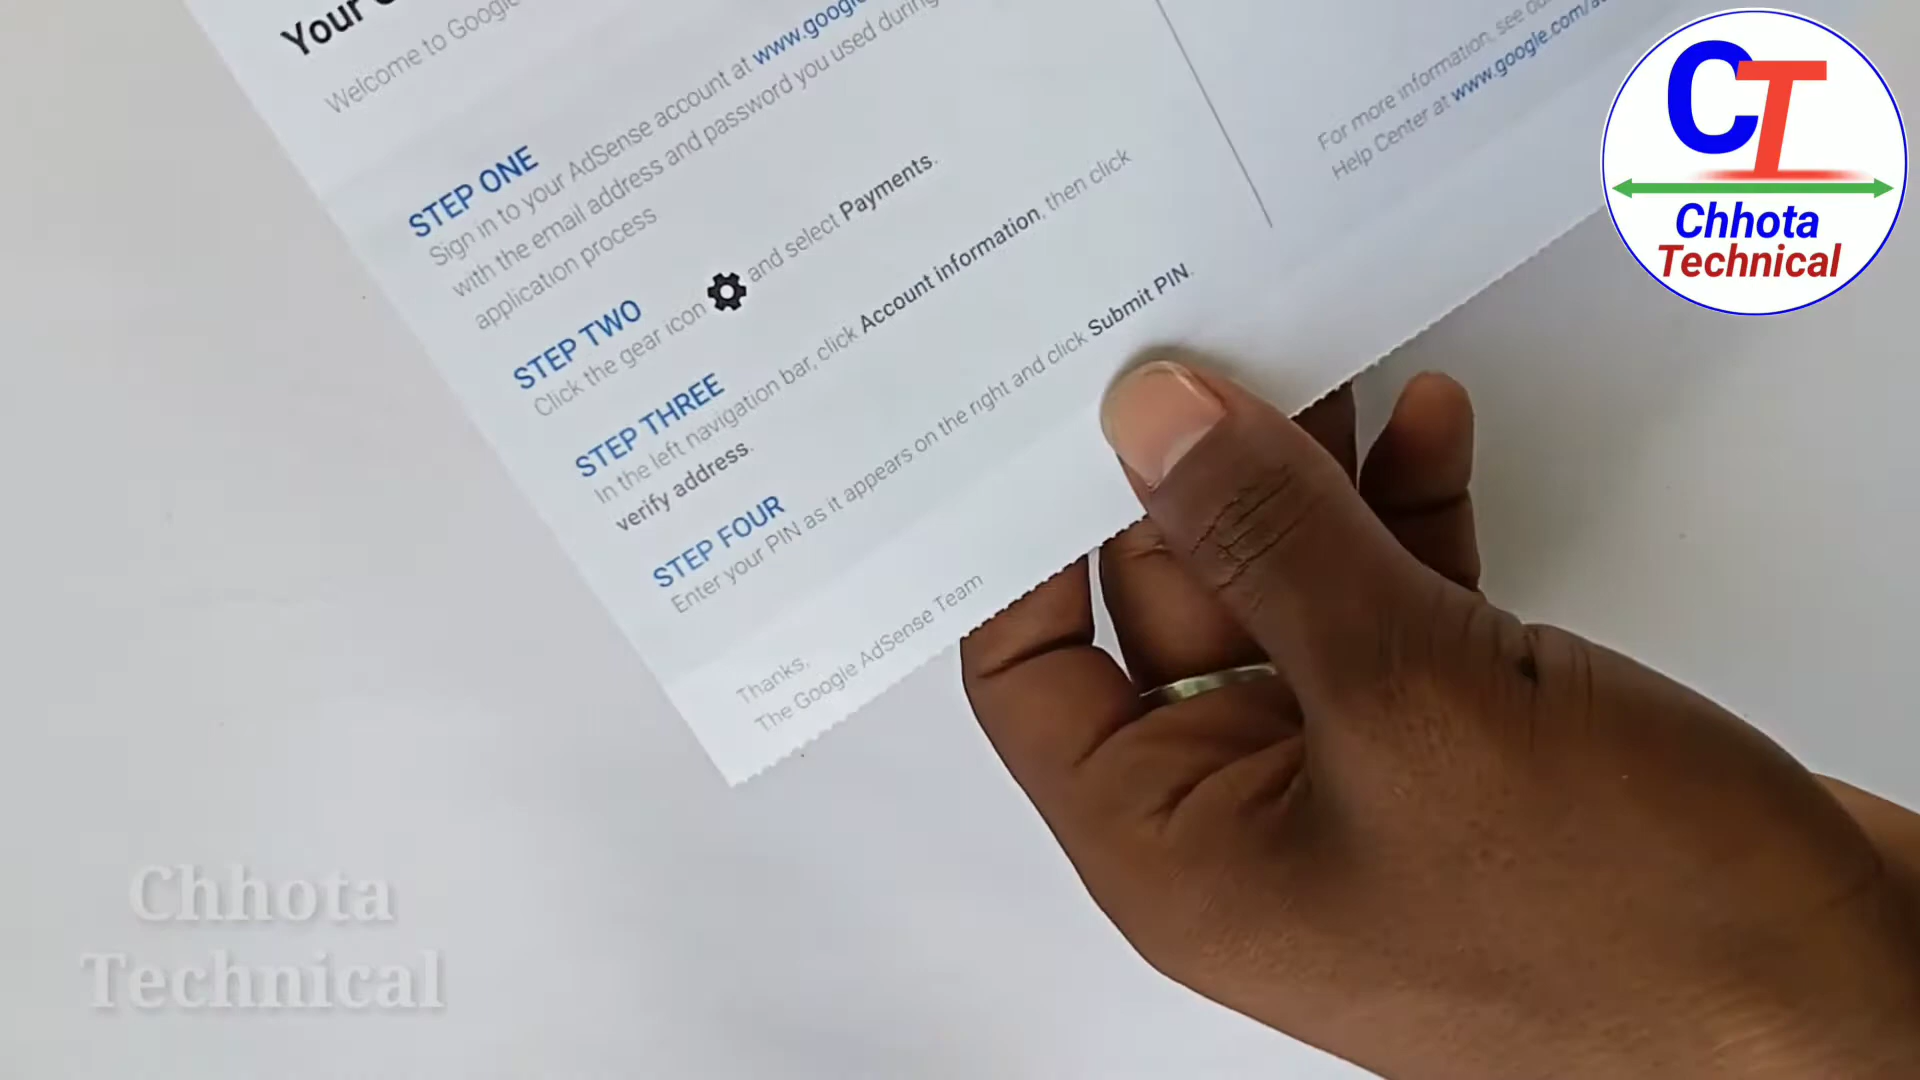 Your
Welcome to Google
STEP ONE
Sign in to your AdSense account at www.google
with the email address and password you used during
application process
STEP TWO
Click the gear icon and select Payments.
STEP THREE
In the left navigation bar, click Account information, then click
verify address.
STEP FOUR
Enter your PIN as it appears on the right and click Submit PIN.
Thanks,
The Google AdSense Team
For more information, see our
Help Center at www.google.com/
CT
Chhota
Technical
Chhota
Technical